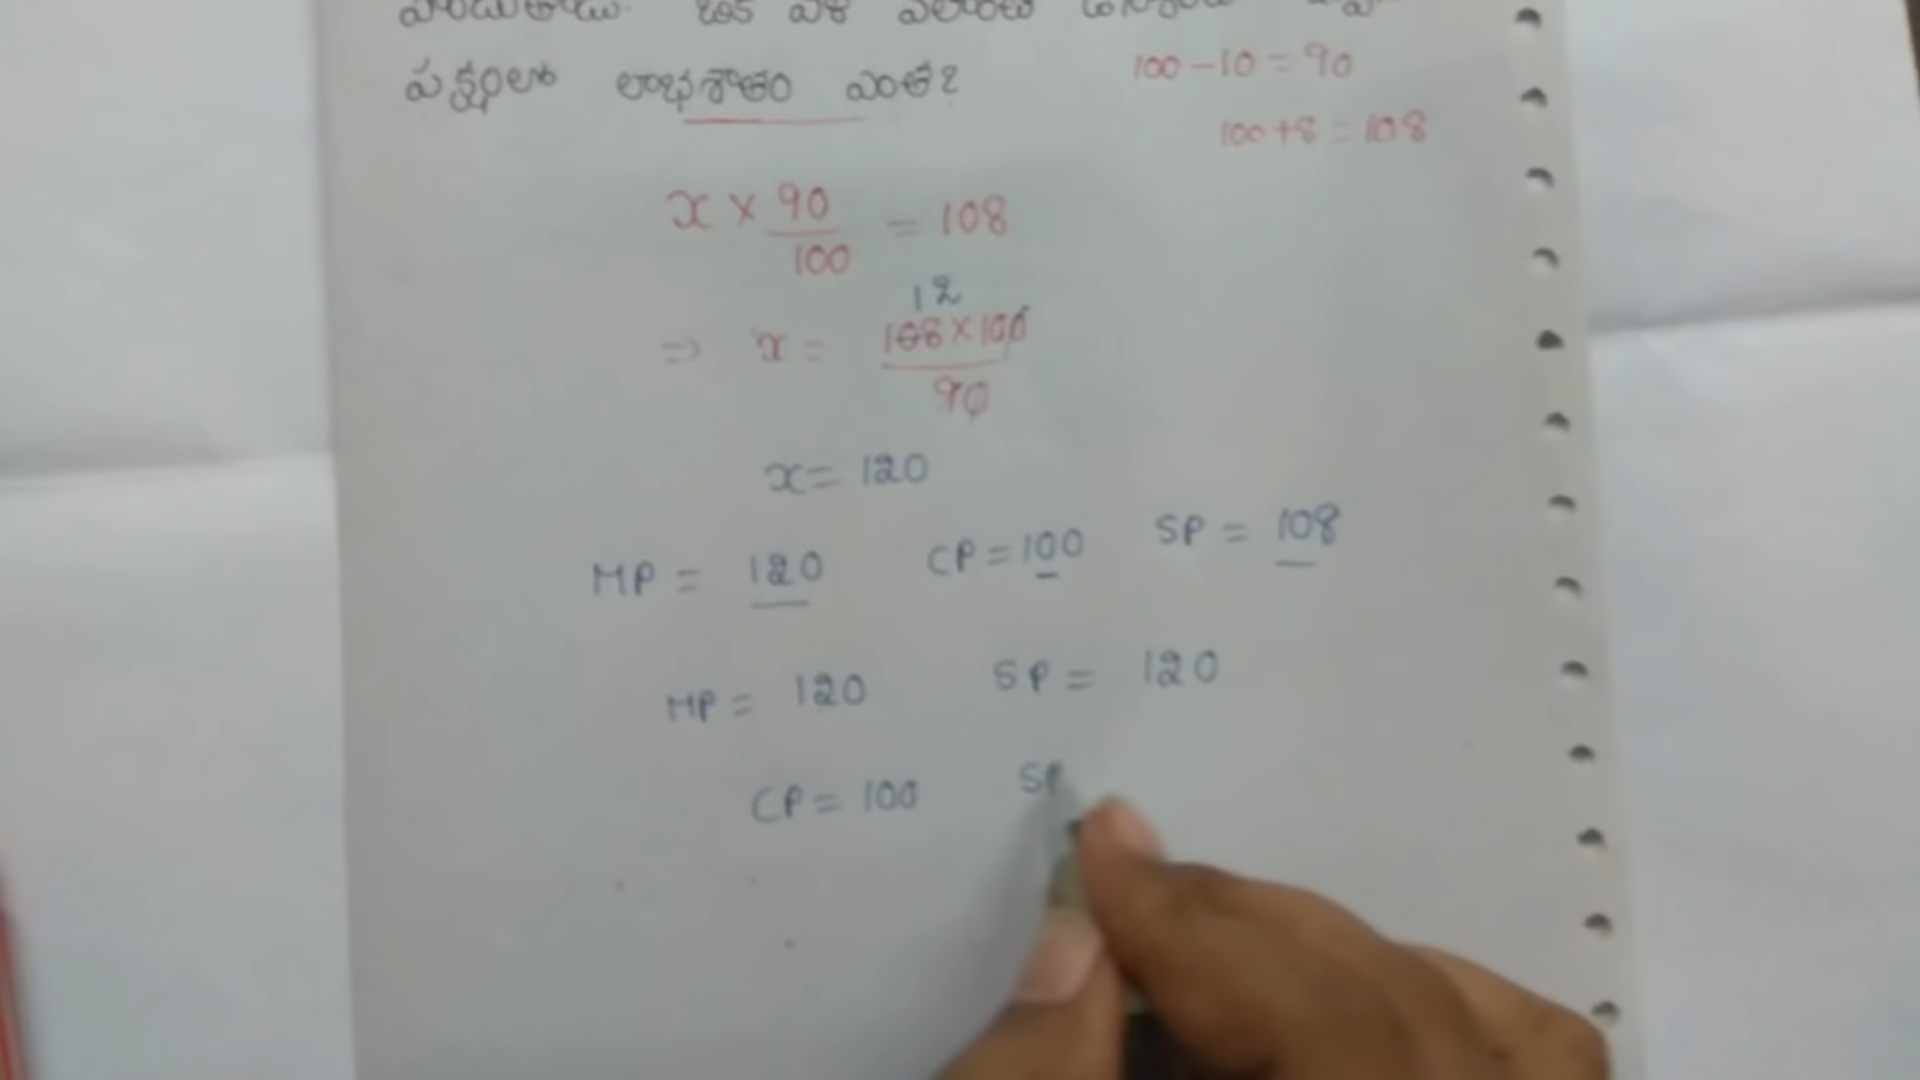 పక్షంలో లాభశాతం ఎంత?
100 - 10 = 90
100 + 8 = 108
x × 90/100 = 108
12
⇒ x = 108 × 100 / 90
x = 120
MP = 120 CP = 100 SP = 108
MP = 120 SP = 120
CP = 100 SP